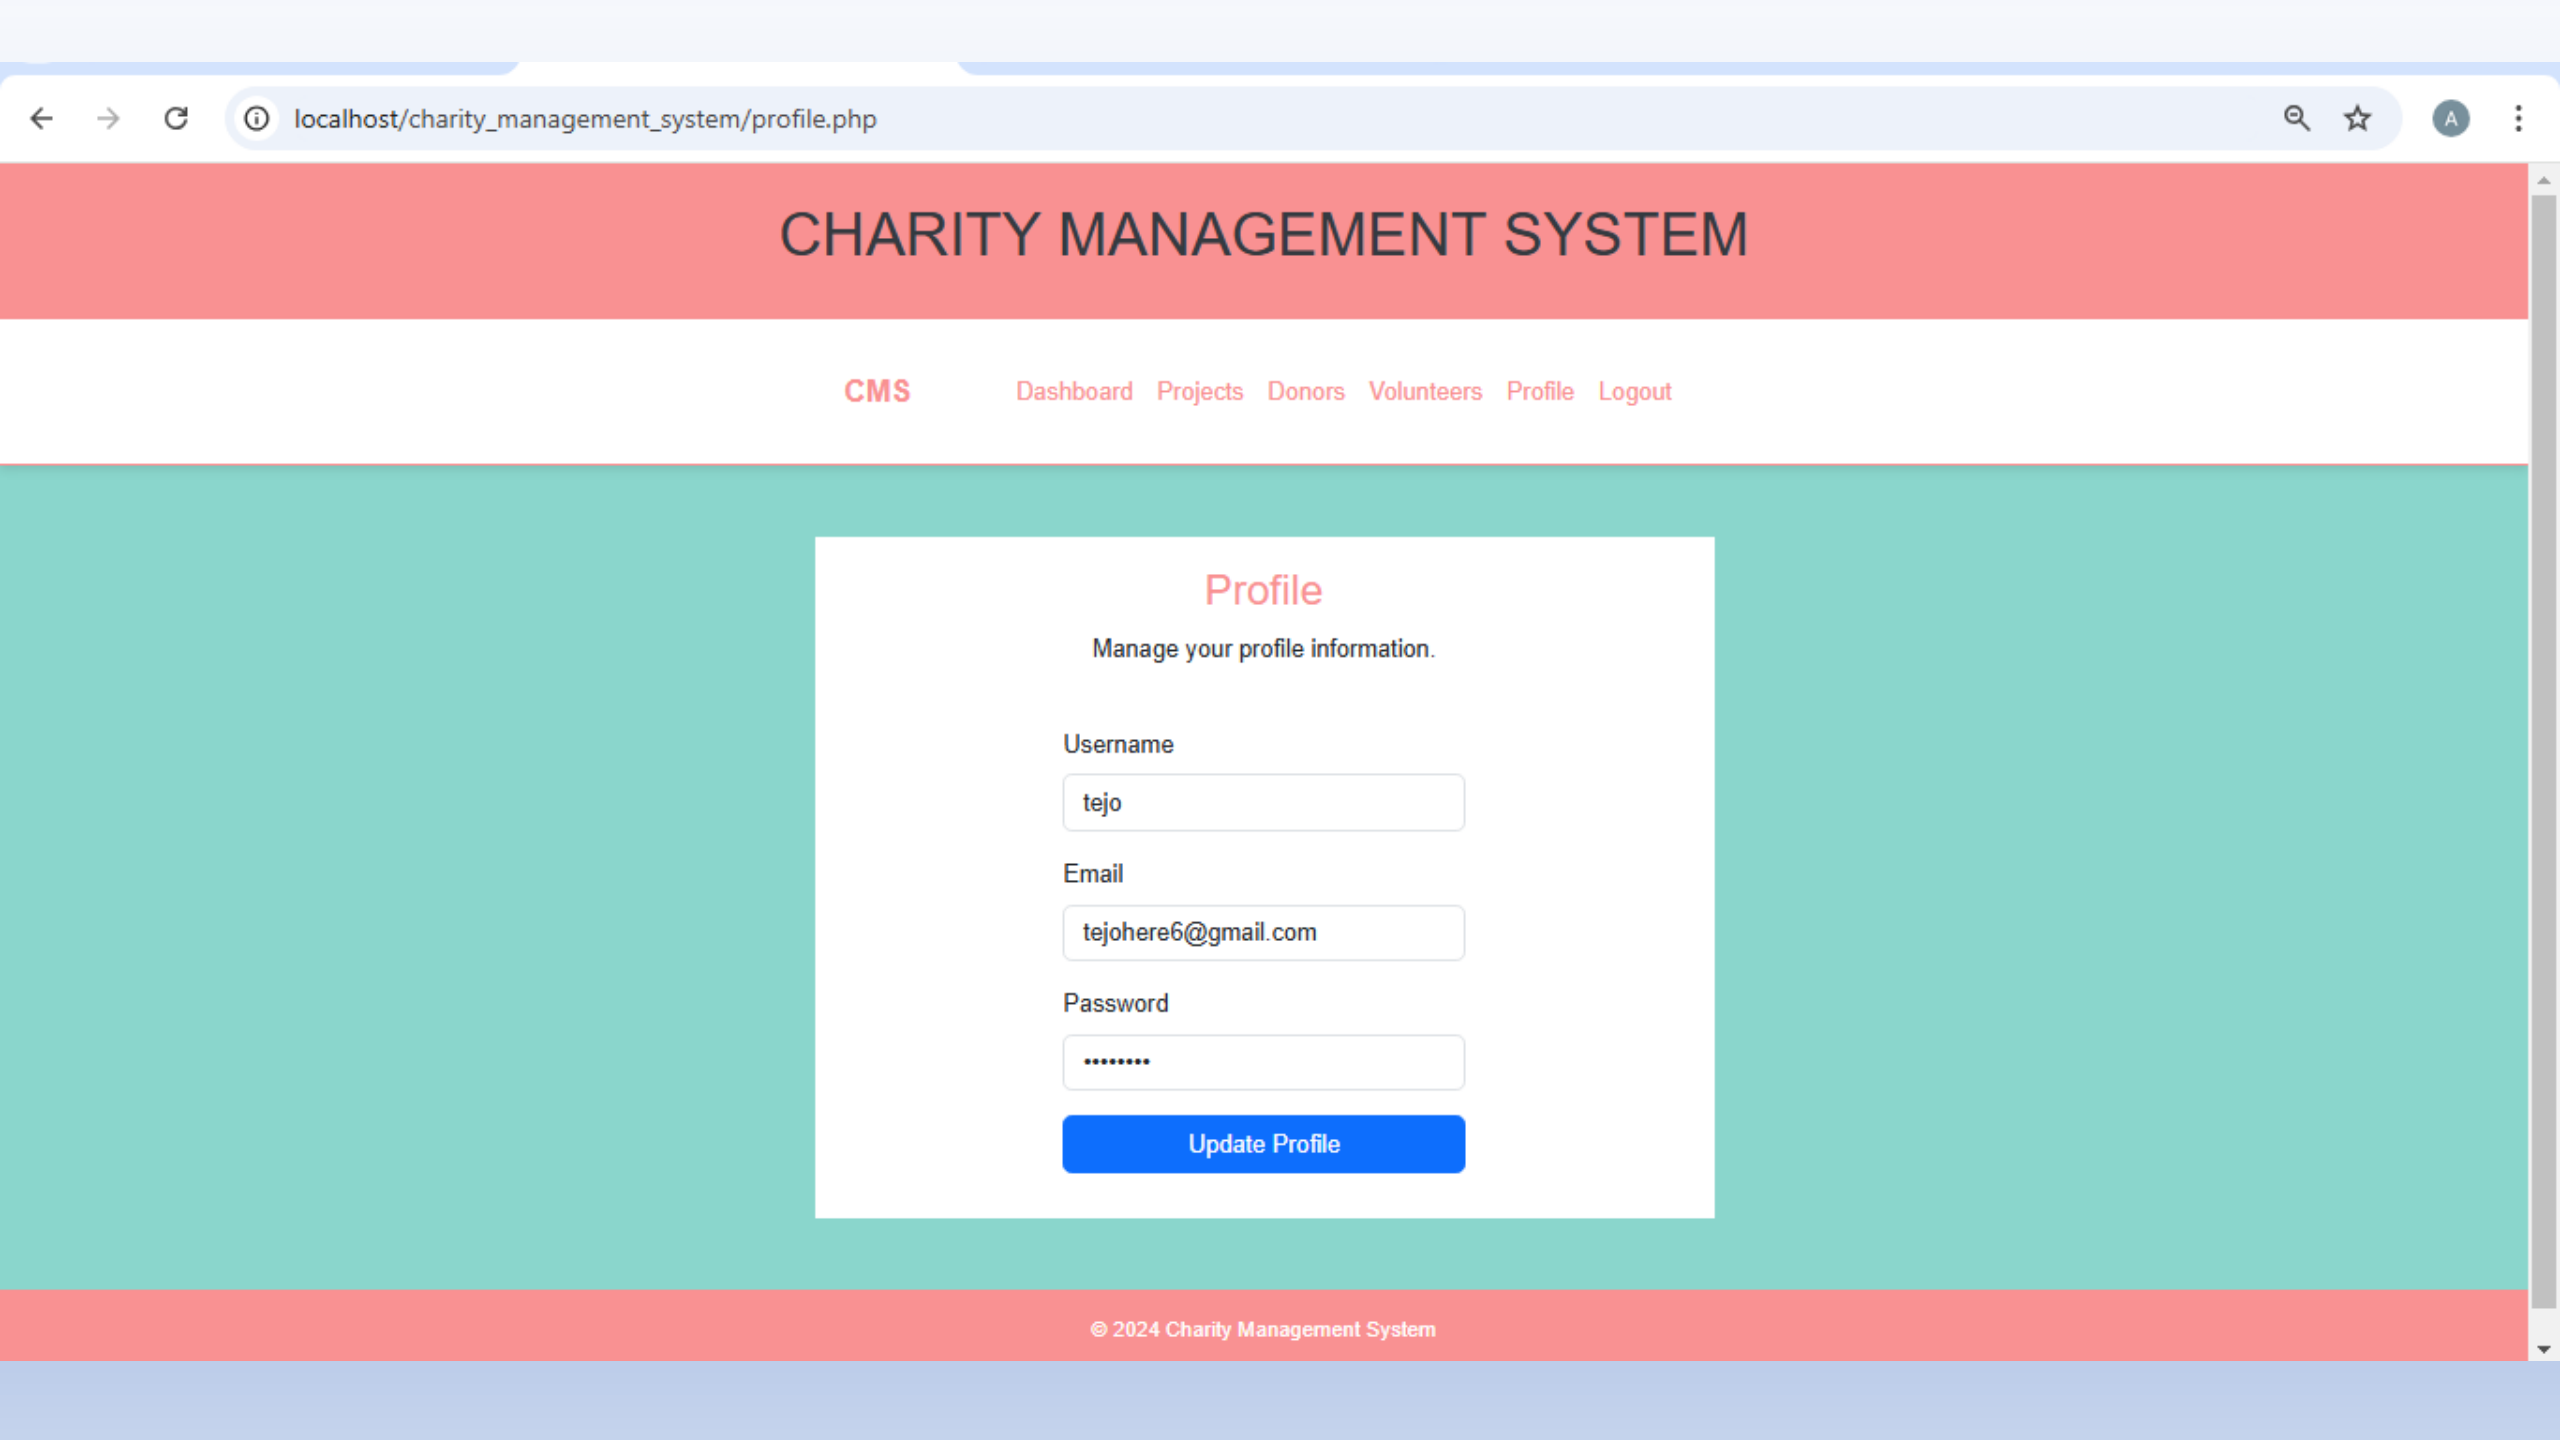 localhost/charity_management_system/profile.php
A
CHARITY MANAGEMENT SYSTEM
CMS Dashboard Projects Donors Volunteers Profile Logout
Profile
Manage your profile information.
Username
tejo
Email
tejohere6@gmail.com
Password
••••••••
Update Profile
© 2024 Charity Management System